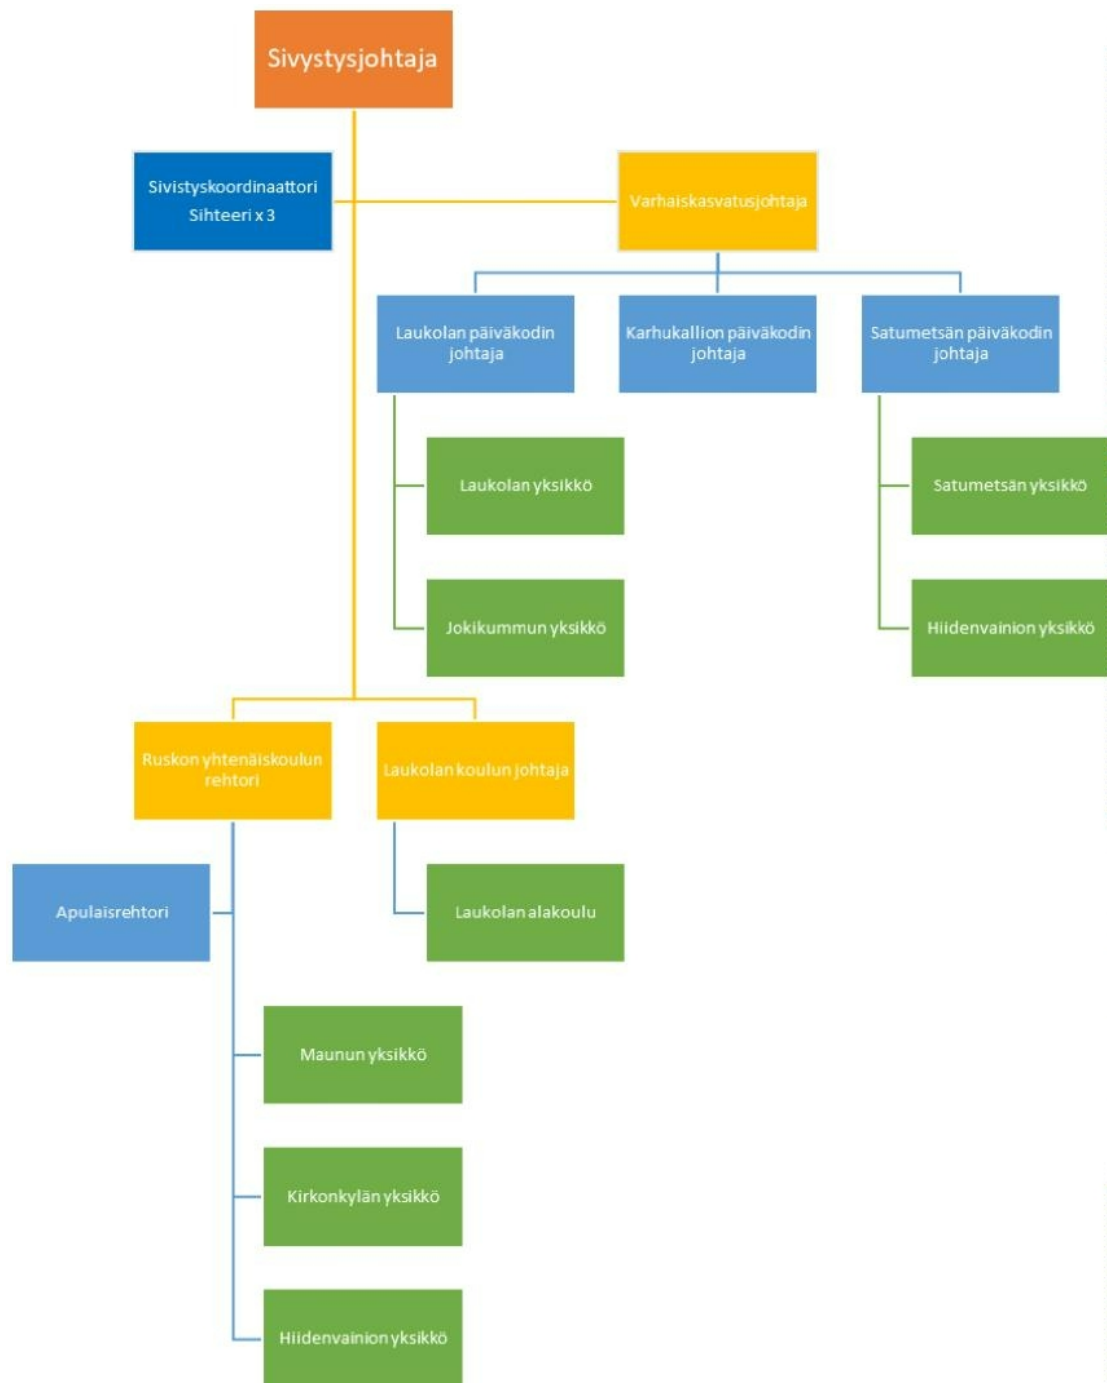 Sivystysjohtaja
Sivistyskoordinaattori
Sihteeri x 3
Varhaiskasvatusjohtaja
Laukolan päiväkodin
johtaja
Karhukallion päiväkodin
johtaja
Satumetsän päiväkodin
johtaja
Laukolan yksikkö
Satumetsän yksikkö
Jokikummun yksikkö
Hiidenvainion yksikkö
Ruskon yhtenäiskoulun
rehtori
Laukolan koulun johtaja
Apulaisrehtori
Laukolan alakoulu
Maunun yksikkö
Kirkonkylän yksikkö
Hiidenvainion yksikkö